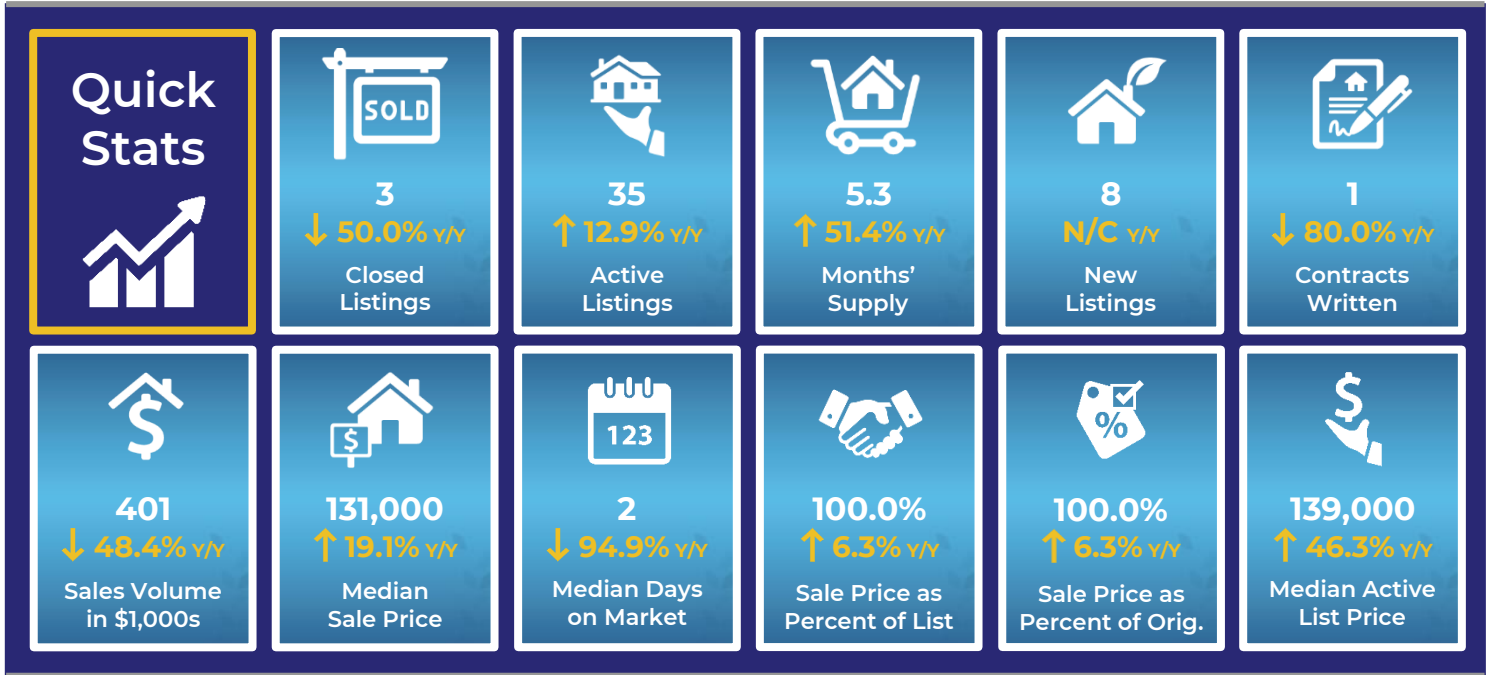 Quick
Stats
SOLD
3
↓ 50.0% Y/Y
Closed
Listings
35
↑ 12.9% Y/Y
Active
Listings
5.3
↑ 51.4% Y/Y
Months’
Supply
8
N/C Y/Y
New
Listings
1
↓ 80.0% Y/Y
Contracts
Written
$
401
↓ 48.4% Y/Y
Sales Volume
in $1,000s
$
131,000
↑ 19.1% Y/Y
Median
Sale Price
123
2
↓ 94.9% Y/Y
Median Days
on Market
100.0%
↑ 6.3% Y/Y
Sale Price as
Percent of List
%
100.0%
↑ 6.3% Y/Y
Sale Price as
Percent of Orig.
$
139,000
↑ 46.3% Y/Y
Median Active
List Price